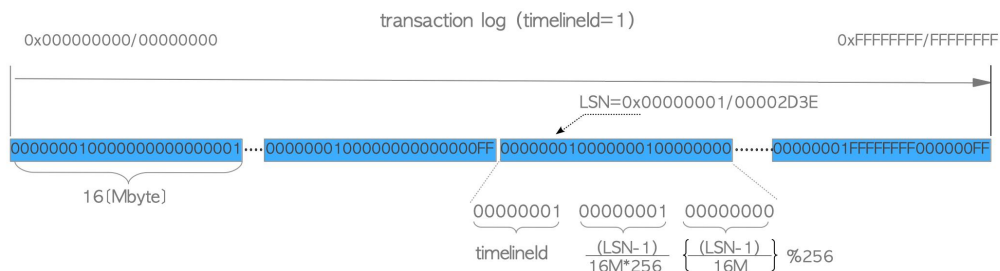 transaction log (timelineId=1)
0x000000000/00000000
0xFFFFFFFF/FFFFFFFF
LSN=0x00000001/00002D3E
000000010000000000000001
00000001000000000000000FF
000000010000000100000000
00000001FFFFFFFF000000FF
16(Mbyte)
00000001 00000001 00000000
timelineId
(LSN-1)
16M*256
{(LSN-1)
16M} %256